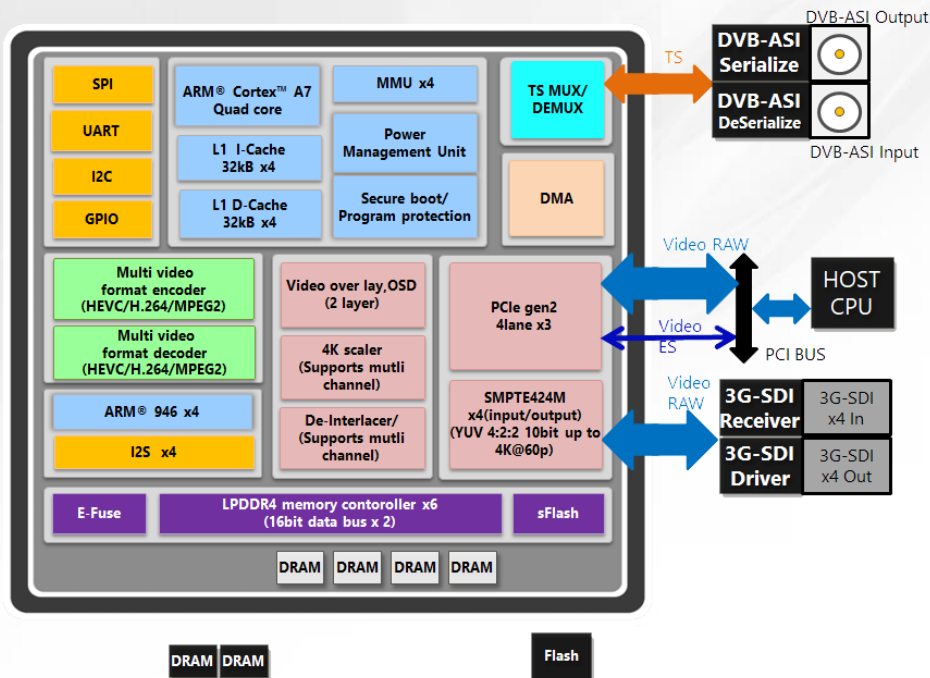 DVB-ASI Output
SPI
UART
I2C
GPIO
ARM® Cortex™ A7
Quad core
L1 I-Cache
32kB x4
L1 D-Cache
32kB x4
MMU x4
Power
Management Unit
Secure boot/
Program protection
TS MUX/
DEMUX
DMA
TS
DVB-ASI
Serialize
DVB-ASI
DeSerialize
DVB-ASI Input
Multi video
format encoder
(HEVC/H.264/MPEG2)
Multi video
format decoder
(HEVC/H.264/MPEG2)
Video over lay,OSD
(2 layer)
4K scaler
(Supports mutli
channel)
De-Interlacer/
(Supports mutli
channel)
PCIe gen2
4lane x3
SMPTE424M
x4(input/output)
(YUV 4:2:2 10bit up to
4K@60p)
Video RAW
Video
ES
PCI BUS
HOST
CPU
Video
RAW
3G-SDI
Receiver
3G-SDI
x4 In
3G-SDI
Driver
3G-SDI
x4 Out
ARM® 946 x4
I2S x4
E-Fuse
LPDDR4 memory contoroller x6
(16bit data bus x 2)
sFlash
DRAM
DRAM
DRAM
DRAM
DRAM
DRAM
Flash